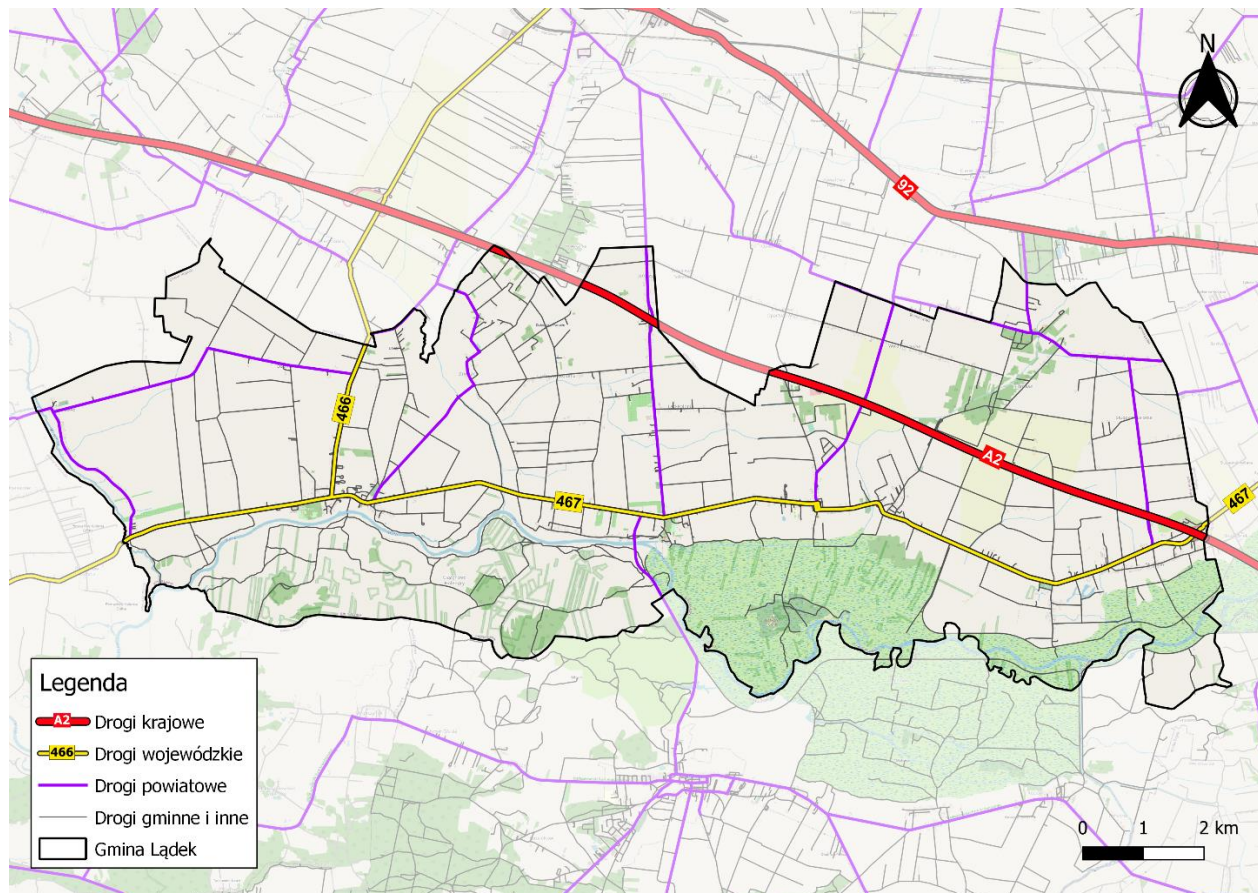 N
92
466
A2
467
467
Legenda
A2 Drogi krajowe
466 Drogi wojewódzkie
Drogi powiatowe
Drogi gminne i inne
Gmina Lądek
0 1 2 km